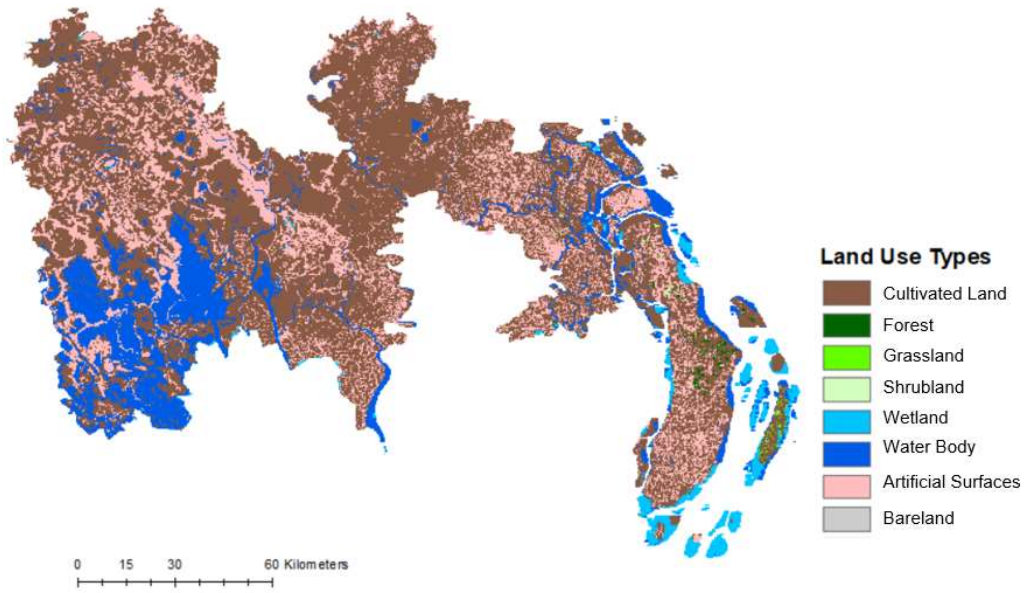 Land Use Types
Cultivated Land
Forest
Grassland
Shrubland
Wetland
Water Body
Artificial Surfaces
Bareland
0 15 30 60 Kilometers